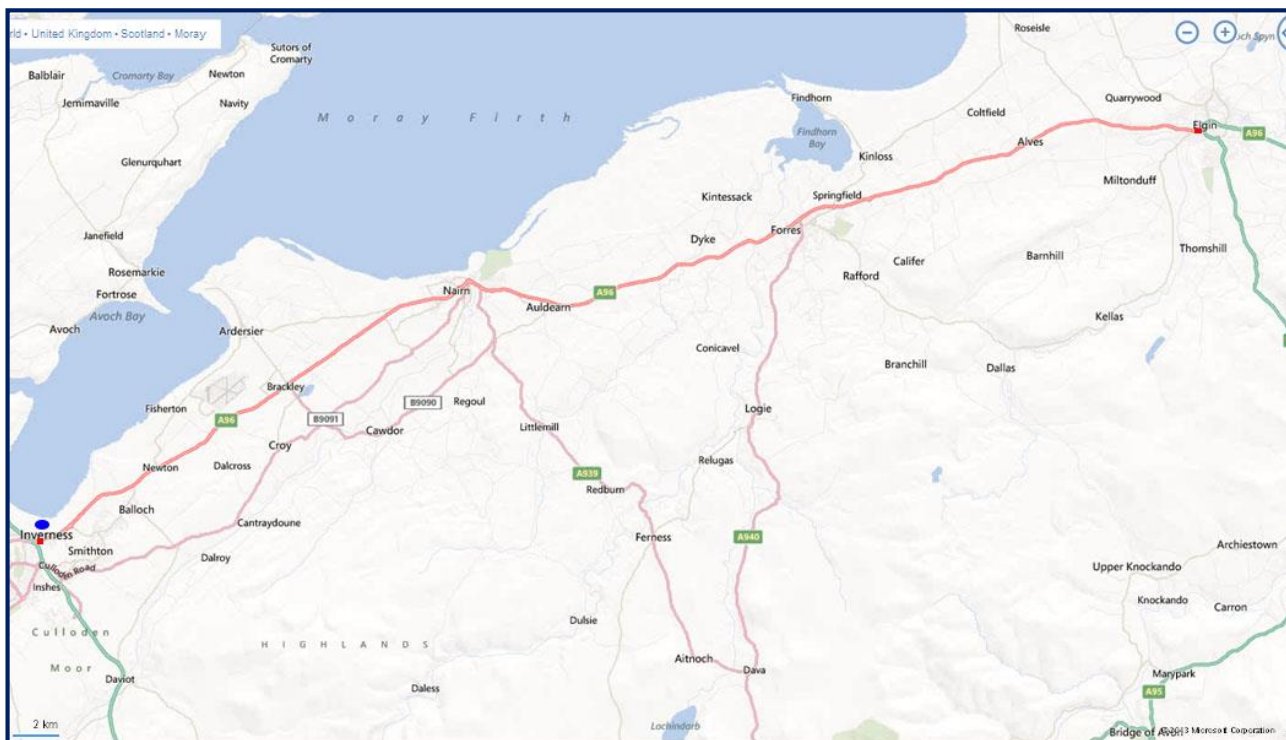 rld • United Kingdom • Scotland • Moray
Roseisle
Sutors of
Cromarty
Balblair
Cromarty Bay
Newton
Jemimaville
Navity
Findhorn
Quarrywood
Moray Firth
Coltfield
Elgin
A96
Findhorn
Bay
Alves
Glenurquhart
Kinloss
Miltonduff
Kintessack
Springfield
Janefield
Dyke
Forres
Thomshill
Rosemarkie
Califer
Barnhill
Rafford
Fortrose
Nairn
A96
Auldearn
Avoch Bay
Avoch
Ardersier
Kellas
Conicavel
Branchill
Dallas
Brackley
Fisherton
A96
B9091
B9090
Regoul
Logie
Cawdor
Littlemill
Croy
Newton
Dalcross
Relugas
A939
Redburn
Balloch
Cantraydoune
Inverness
Ferness
A940
Smithton
Dalroy
Archiestown
Culloden Road
Upper Knockando
Inshes
Knockando
Carron
Dulsie
Culloden
Moor
HIGHLANDS
Aitnoch
Dava
Daviot
Marypark
Daless
A95
2 km
Lochindorb
Bridge of Avon
©2013 Microsoft Corporation